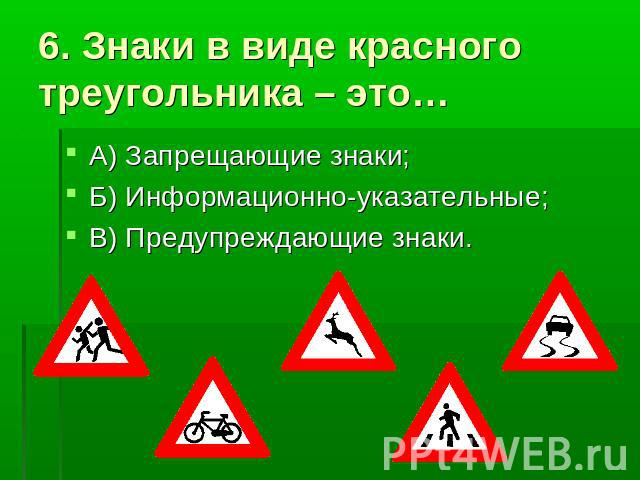 6. Знаки в виде красного
треугольника – это…
А) Запрещающие знаки;
Б) Информационно-указательные;
В) Предупреждающие знаки.
PPt4WEB.ru